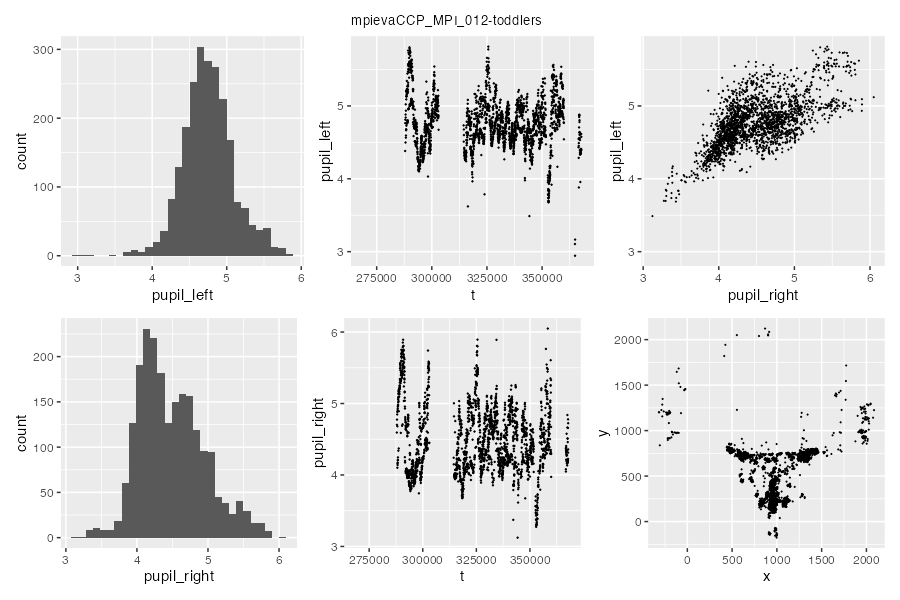 mpievaCCP_MPI_012-toddlers
count
300
200
100
0
3 4 5 6
pupil_left
pupil_left
5
4
3
275000 300000 325000 350000
t
pupil_left
5
4
3
3 4 5 6
pupil_right
count
200
150
100
50
0
3 4 5 6
pupil_right
pupil_right
6
5
4
3
275000 300000 325000 350000
t
y
2000
1500
1000
500
0
0 500 1000 1500 2000
x